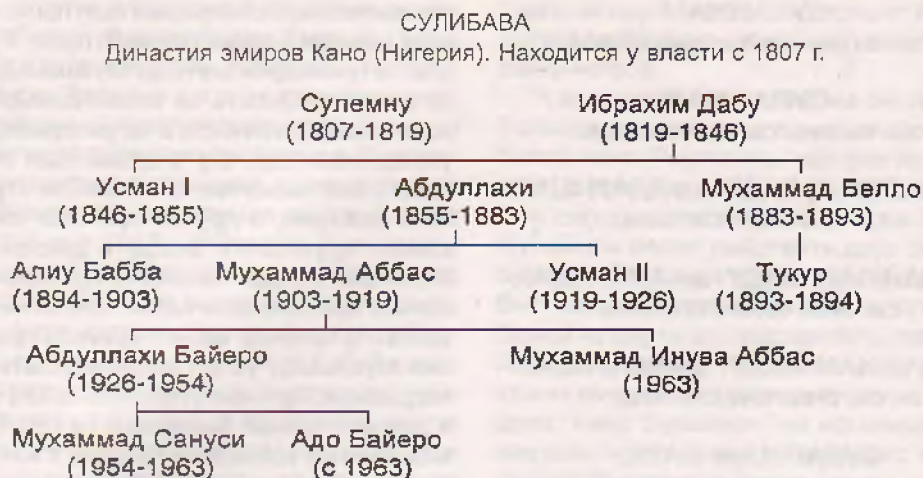 СУЛИБАВА
Династия эмиров Кано (Нигерия). Находится у власти с 1807 г.
Сулемну Ибрахим Дабу
(1807-1819) (1819-1846)
Усман I Абдуллахи Мухаммад Белло
(1846-1855) (1855-1883) (1883-1893)
Алиу Бабба Мухаммад Аббас Усман II Тукур
(1894-1903) (1903-1919) (1919-1926) (1893-1894)
Абдуллахи Байеро Мухаммад Инува Аббас
(1926-1954) (1963)
Мухаммад Сануси Адо Байеро
(1954-1963) (с 1963)